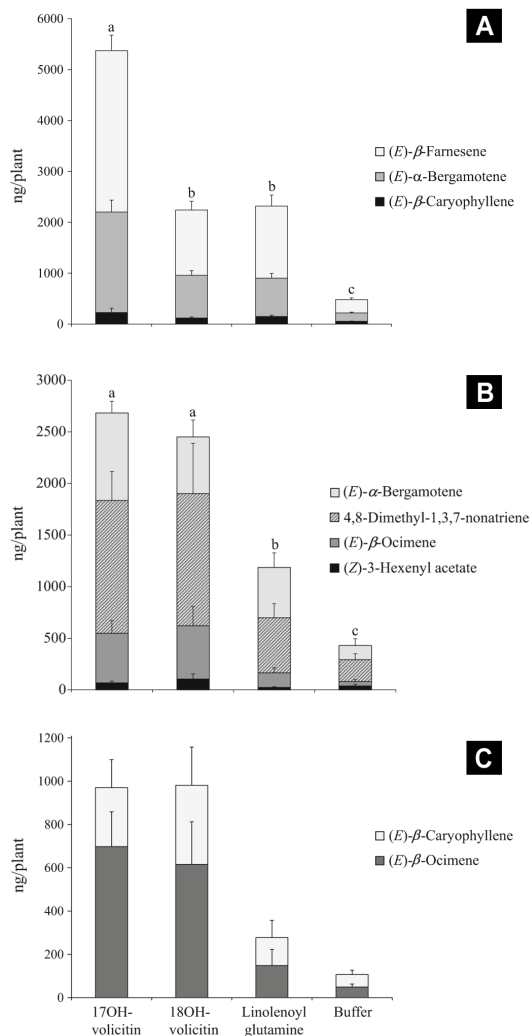 A
6000
5000
4000
3000
2000
1000
0
ng/plant
a
b
b
c
(E)-β-Farnesene
(E)-α-Bergamotene
(E)-β-Caryophyllene
B
3000
2500
2000
1500
1000
500
0
ng/plant
a
a
b
c
(E)-α-Bergamotene
4,8-Dimethyl-1,3,7-nonatriene
(E)-β-Ocimene
(Z)-3-Hexenyl acetate
C
1200
1000
800
600
400
200
0
ng/plant
(E)-β-Caryophyllene
(E)-β-Ocimene
17OH- 18OH- Linolenoyl Buffer
volicitin volicitin glutamine